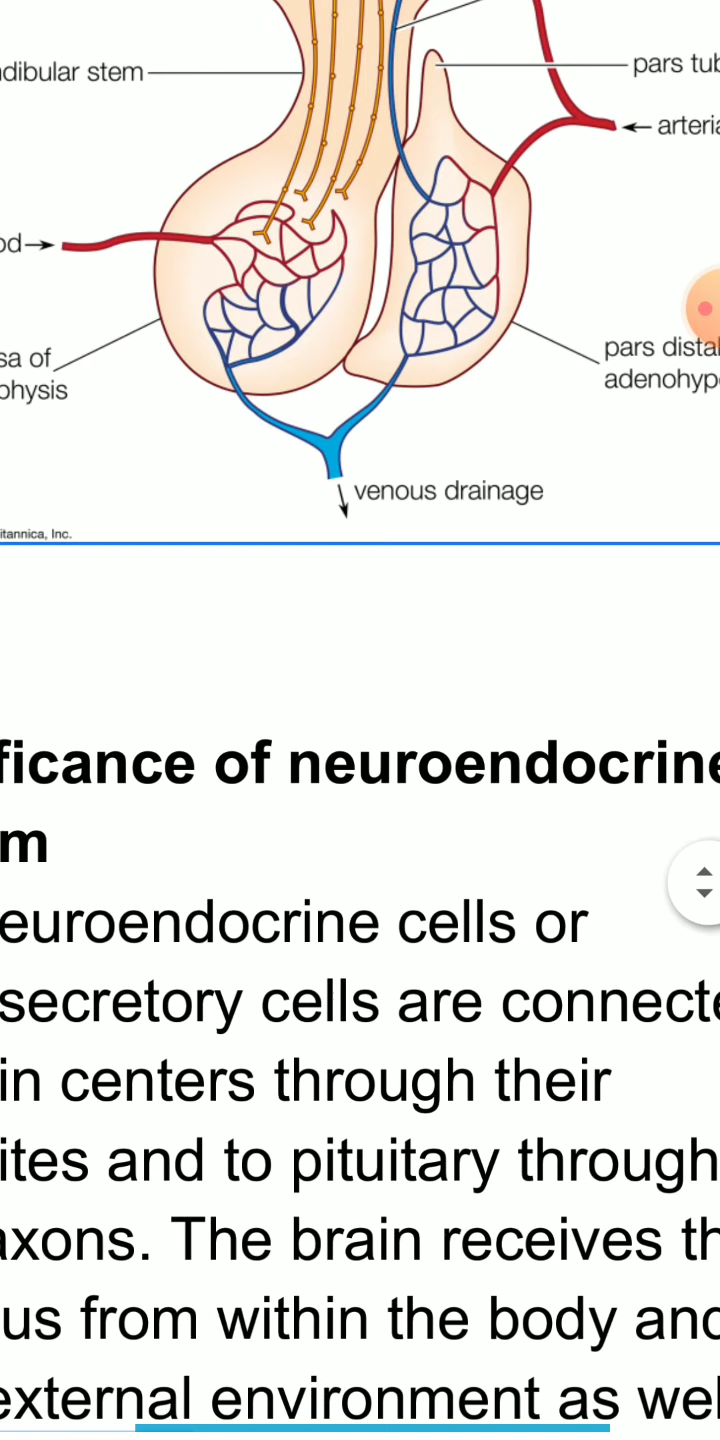 dibular stem
pars tub
arteria
od
sa of
physis
pars distal
adenohyp
venous drainage
itannica, Inc.
ficance of neuroendocrine
m
euroendocrine cells or
secretory cells are connecte
in centers through their
ites and to pituitary through
axons. The brain receives th
us from within the body and
external environment as wel